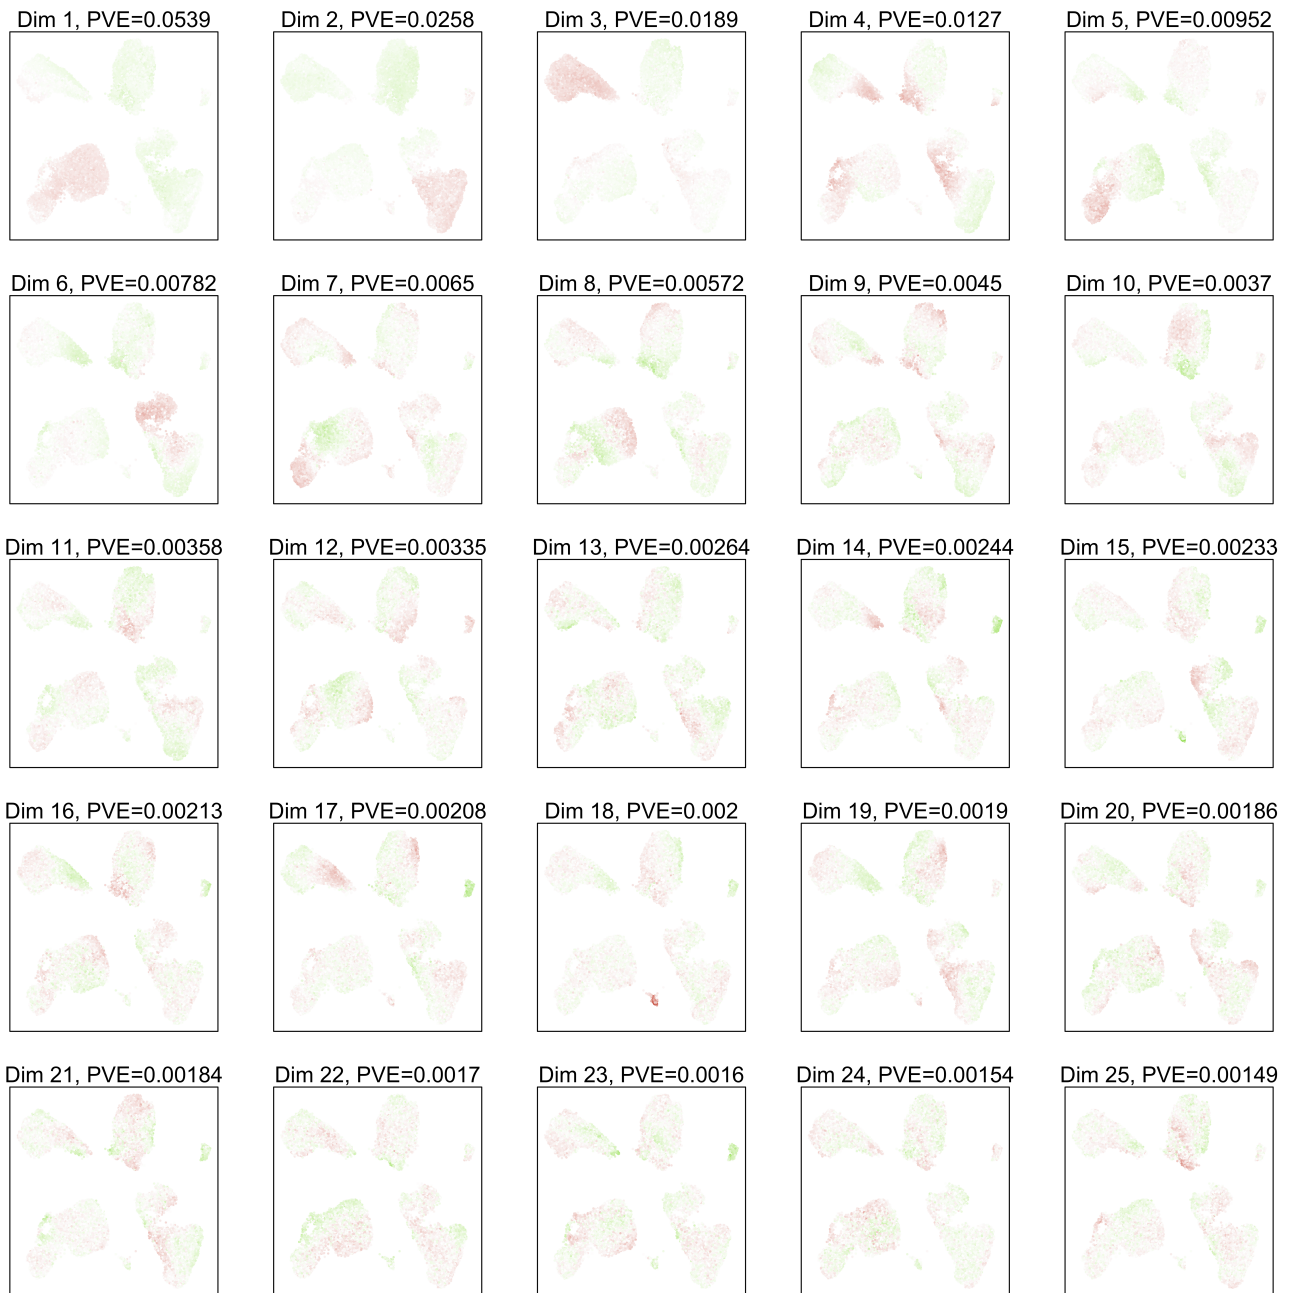 Dim 1, PVE=0.0539
Dim 2, PVE=0.0258
Dim 3, PVE=0.0189
Dim 4, PVE=0.0127
Dim 5, PVE=0.00952
Dim 6, PVE=0.00782
Dim 7, PVE=0.0065
Dim 8, PVE=0.00572
Dim 9, PVE=0.0045
Dim 10, PVE=0.0037
Dim 11, PVE=0.00358
Dim 12, PVE=0.00335
Dim 13, PVE=0.00264
Dim 14, PVE=0.00244
Dim 15, PVE=0.00233
Dim 16, PVE=0.00213
Dim 17, PVE=0.00208
Dim 18, PVE=0.002
Dim 19, PVE=0.0019
Dim 20, PVE=0.00186
Dim 21, PVE=0.00184
Dim 22, PVE=0.0017
Dim 23, PVE=0.0016
Dim 24, PVE=0.00154
Dim 25, PVE=0.00149